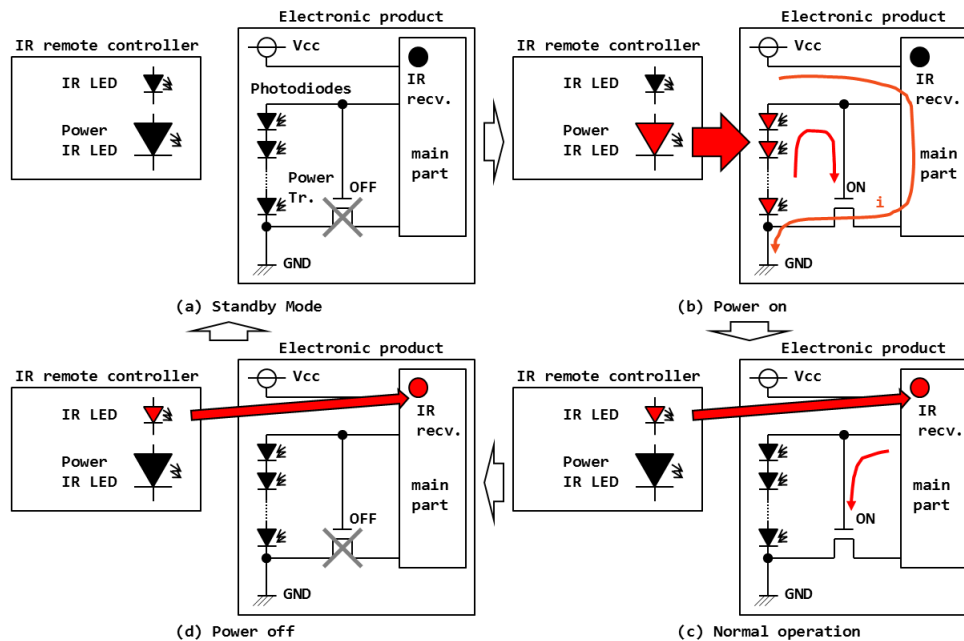 Electronic product
IR remote controller
Vcc
IR LED
IR
recv.
Photodiodes
Power
IR LED
main
part
Power
Tr.
OFF
GND
(a) Standby Mode
Electronic product
IR remote controller
Vcc
IR LED
IR
recv.
Power
IR LED
main
part
ON
i
GND
(b) Power on
Electronic product
IR remote controller
Vcc
IR LED
IR
recv.
Power
IR LED
main
part
OFF
GND
(d) Power off
Electronic product
IR remote controller
Vcc
IR LED
IR
recv.
Power
IR LED
main
part
ON
GND
(c) Normal operation